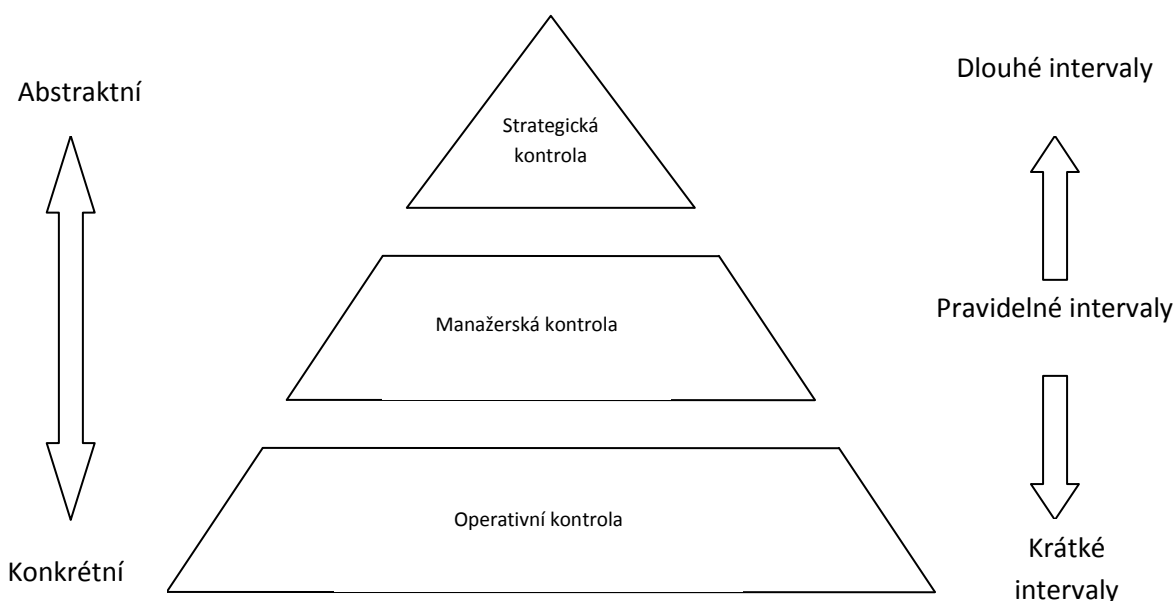 Abstraktní
Dlouhé intervaly
Strategická
kontrola
Pravidelné intervaly
Manažerská kontrola
Operativní kontrola
Konkrétní
Krátké
intervaly